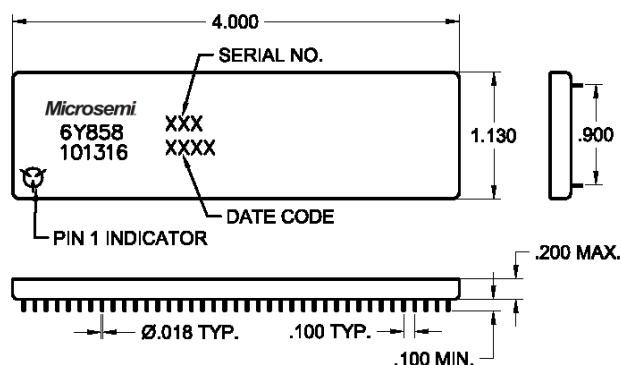 4.000
SERIAL NO.
Microsemi
6Y858
101316
XXX
XXXX
1.130
.900
DATE CODE
PIN 1 INDICATOR
.200 MAX.
Ø.018 TYP.
.100 TYP.
.100 MIN.